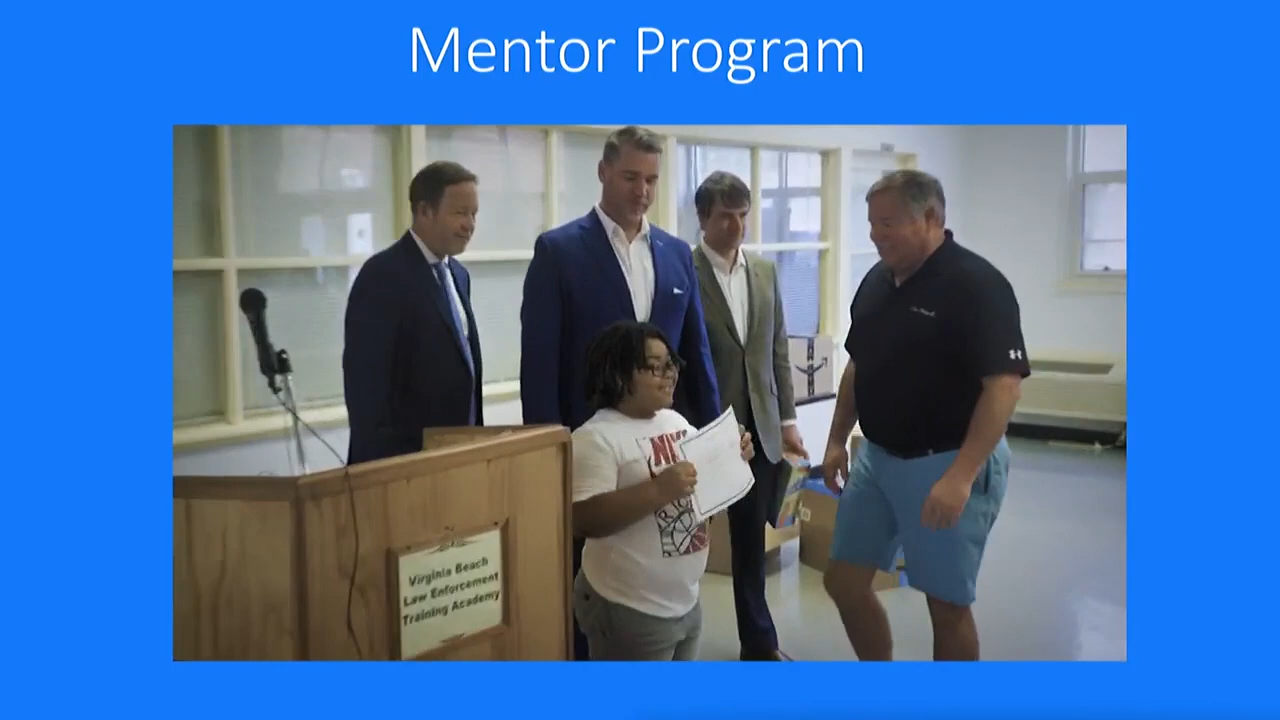 Mentor Program
Virginia Beach
Law Enforcement
Training Academy